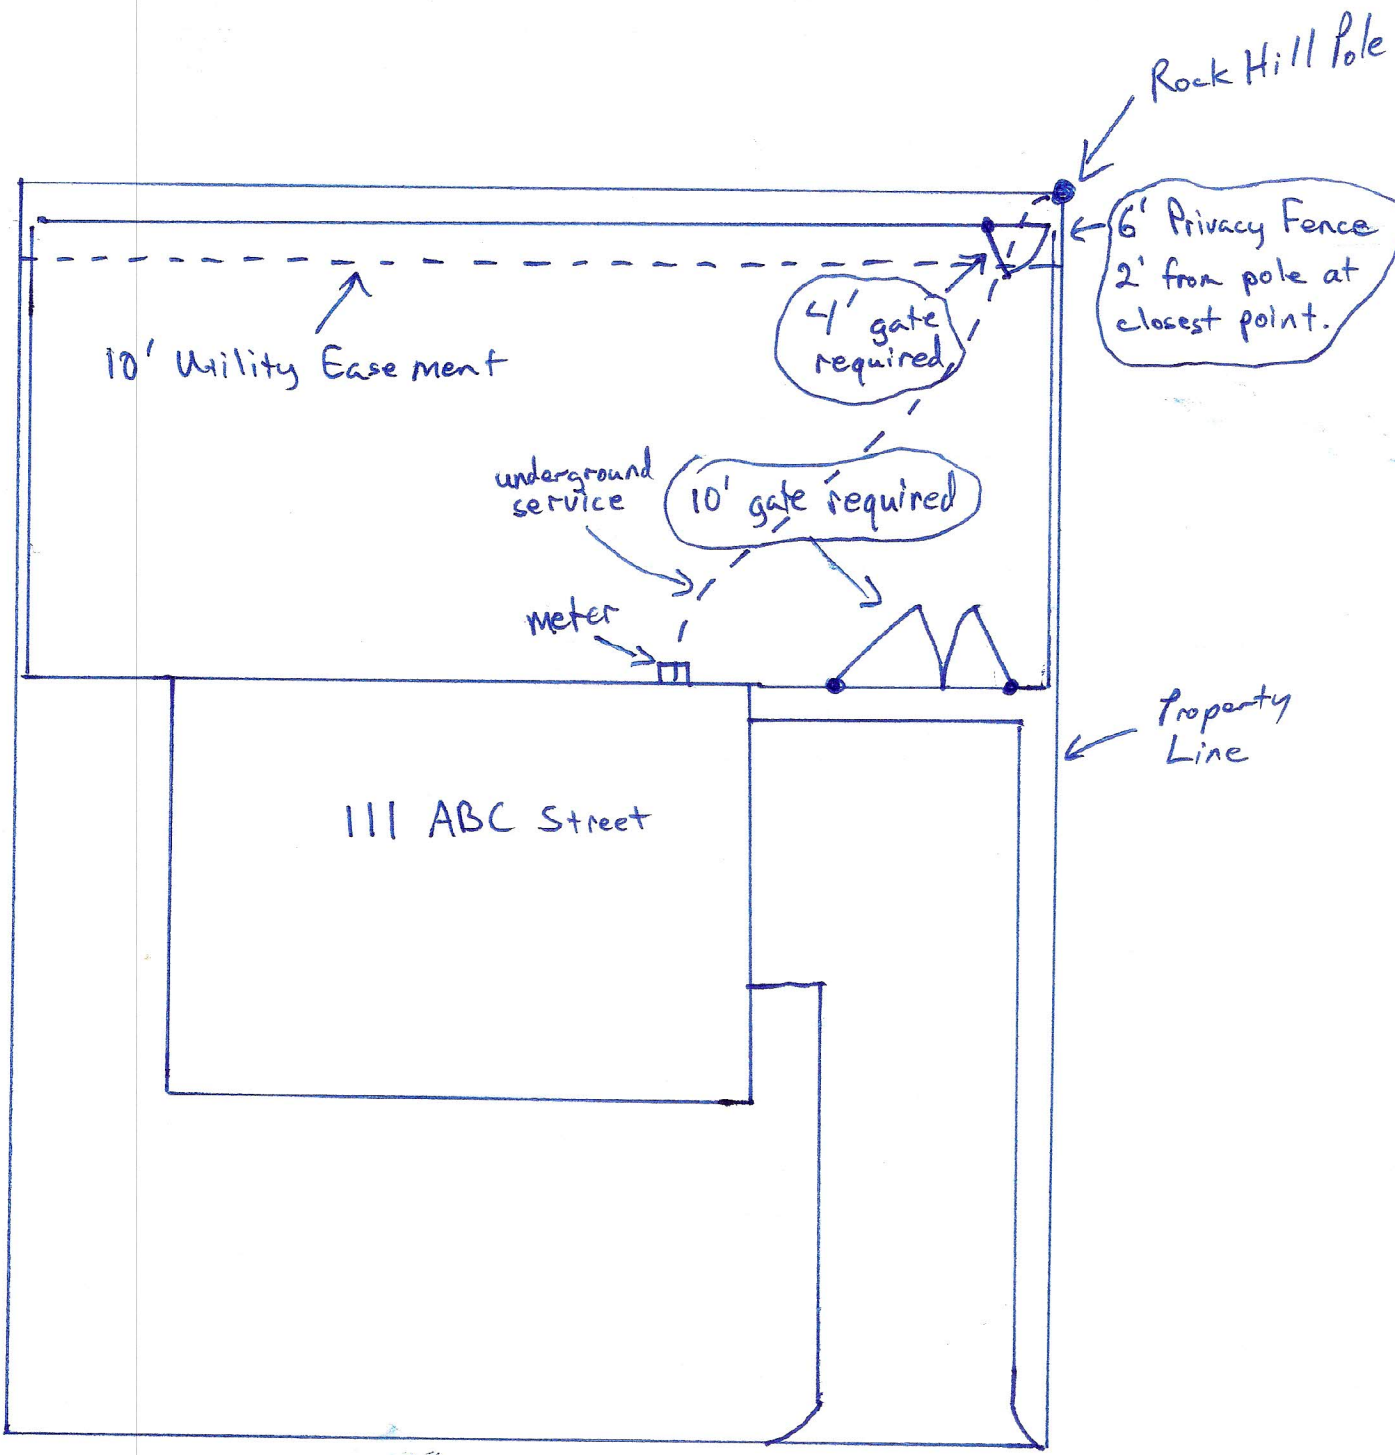 Rock Hill Pole
6' Privacy Fence
2' from pole at
closest point.
4' gate
required
10' Utility Easement
underground
service
10' gate required
meter
Property
Line
111 ABC Street